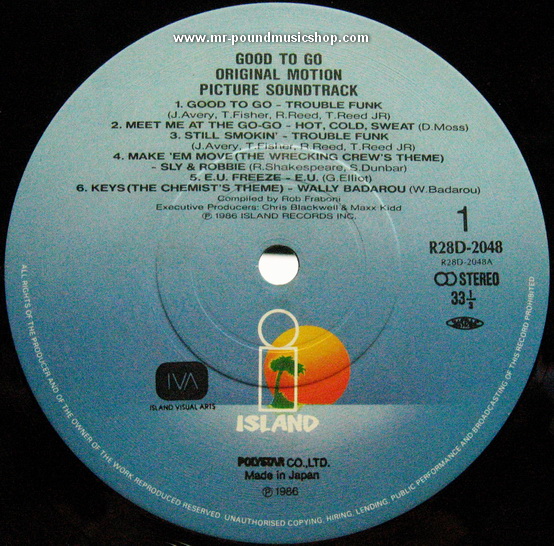 www.mr-poundmusicshop.com
GOOD TO GO
ORIGINAL MOTION
PICTURE SOUNDTRACK
1. GOOD TO GO - TROUBLE FUNK
(J.Avery, T.Fisher, R.Reed, T.Reed JR)
2. MEET ME AT THE GO-GO - HOT, COLD, SWEAT (D.Moss)
3. STILL SMOKIN' - TROUBLE FUNK
(J.Avery, T.Fisher, R.Reed, T.Reed JR)
4. MAKE 'EM MOVE (THE WRECKING CREW'S THEME)
- SLY & ROBBIE (R.Shakespeare, S.Dunbar)
5. E.U. FREEZE - E.U. (G.Elliot)
6. KEYS (THE CHEMIST'S THEME) - WALLY BADAROU (W.Badarou)
Compiled by Rob Fraboni
Executive Producers: Chris Blackwell & Maxx Kidd
℗ 1986 ISLAND RECORDS INC.
1
R28D-2048
R28D-2048A
STEREO
33 1/3
IVA
ISLAND VISUAL ARTS
ISLAND
POLYSTAR CO., LTD.
Made in Japan
℗ 1986
ALL RIGHTS OF THE PRODUCER AND OF THE OWNER OF THE WORK REPRODUCED RESERVED. UNAUTHORISED COPYING, HIRING, LENDING, PUBLIC PERFORMANCE AND BROADCASTING OF THIS RECORD PROHIBITED